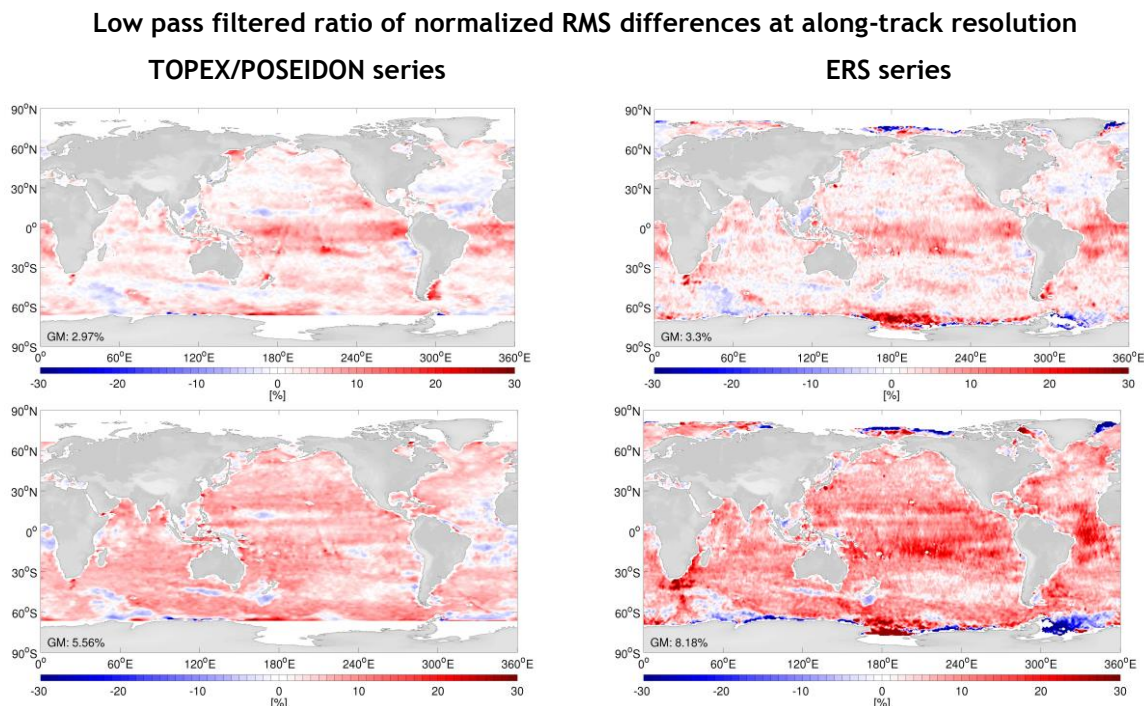 Low pass filtered ratio of normalized RMS differences at along-track resolution
TOPEX/POSEIDON series
ERS series
90°N
60°N
30°N
0°
30°S
60°S
90°S
GM: 2.97%
0° 60°E 120°E 180°E 240°E 300°E 360°E
-30 -20 -10 0 10 20 30
[%]
90°N
60°N
30°N
0°
30°S
60°S
90°S
GM: 3.3%
0° 60°E 120°E 180°E 240°E 300°E 360°E
-30 -20 -10 0 10 20 30
[%]
90°N
60°N
30°N
0°
30°S
60°S
90°S
GM: 5.56%
0° 60°E 120°E 180°E 240°E 300°E 360°E
-30 -20 -10 0 10 20 30
[%]
90°N
60°N
30°N
0°
30°S
60°S
90°S
GM: 8.18%
0° 60°E 120°E 180°E 240°E 300°E 360°E
-30 -20 -10 0 10 20 30
[%]